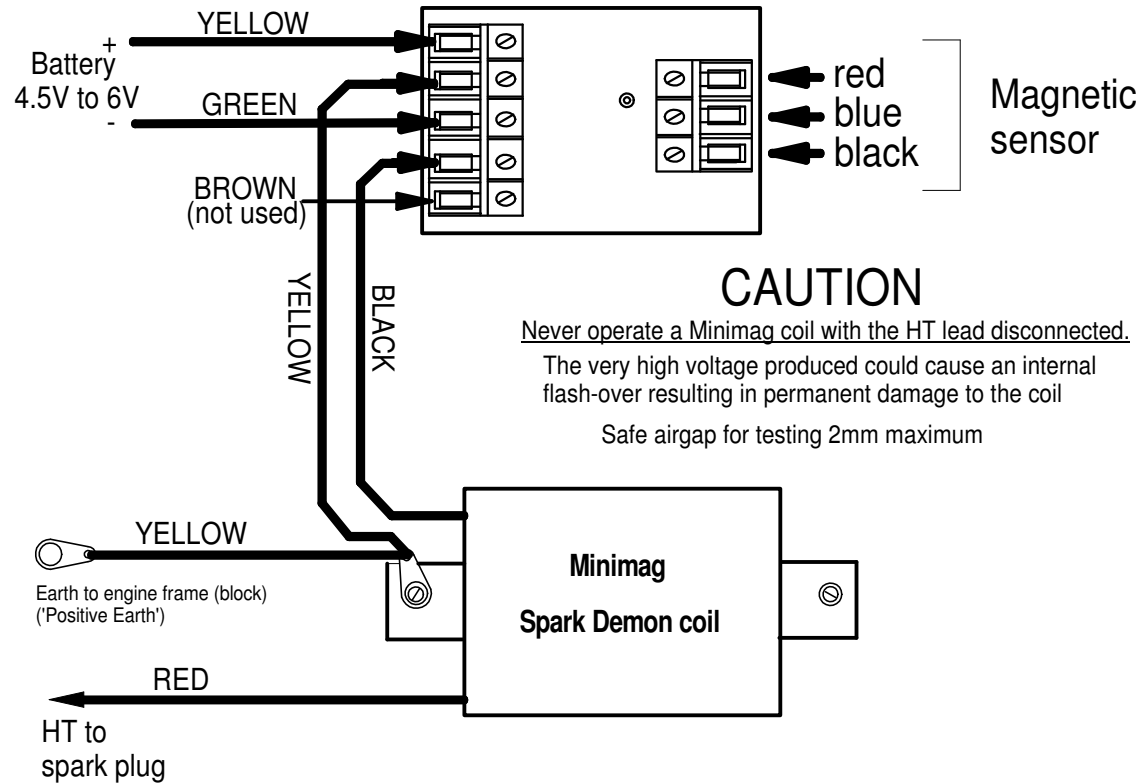 YELLOW
+
Battery
4.5V to 6V
-
GREEN
BROWN
(not used)
red
blue
black
Magnetic
sensor
YELLOW
BLACK
CAUTION
Never operate a Minimag coil with the HT lead disconnected.
The very high voltage produced could cause an internal
flash-over resulting in permanent damage to the coil
Safe airgap for testing 2mm maximum
YELLOW
Earth to engine frame (block)
('Positive Earth')
Minimag
Spark Demon coil
RED
HT to
spark plug